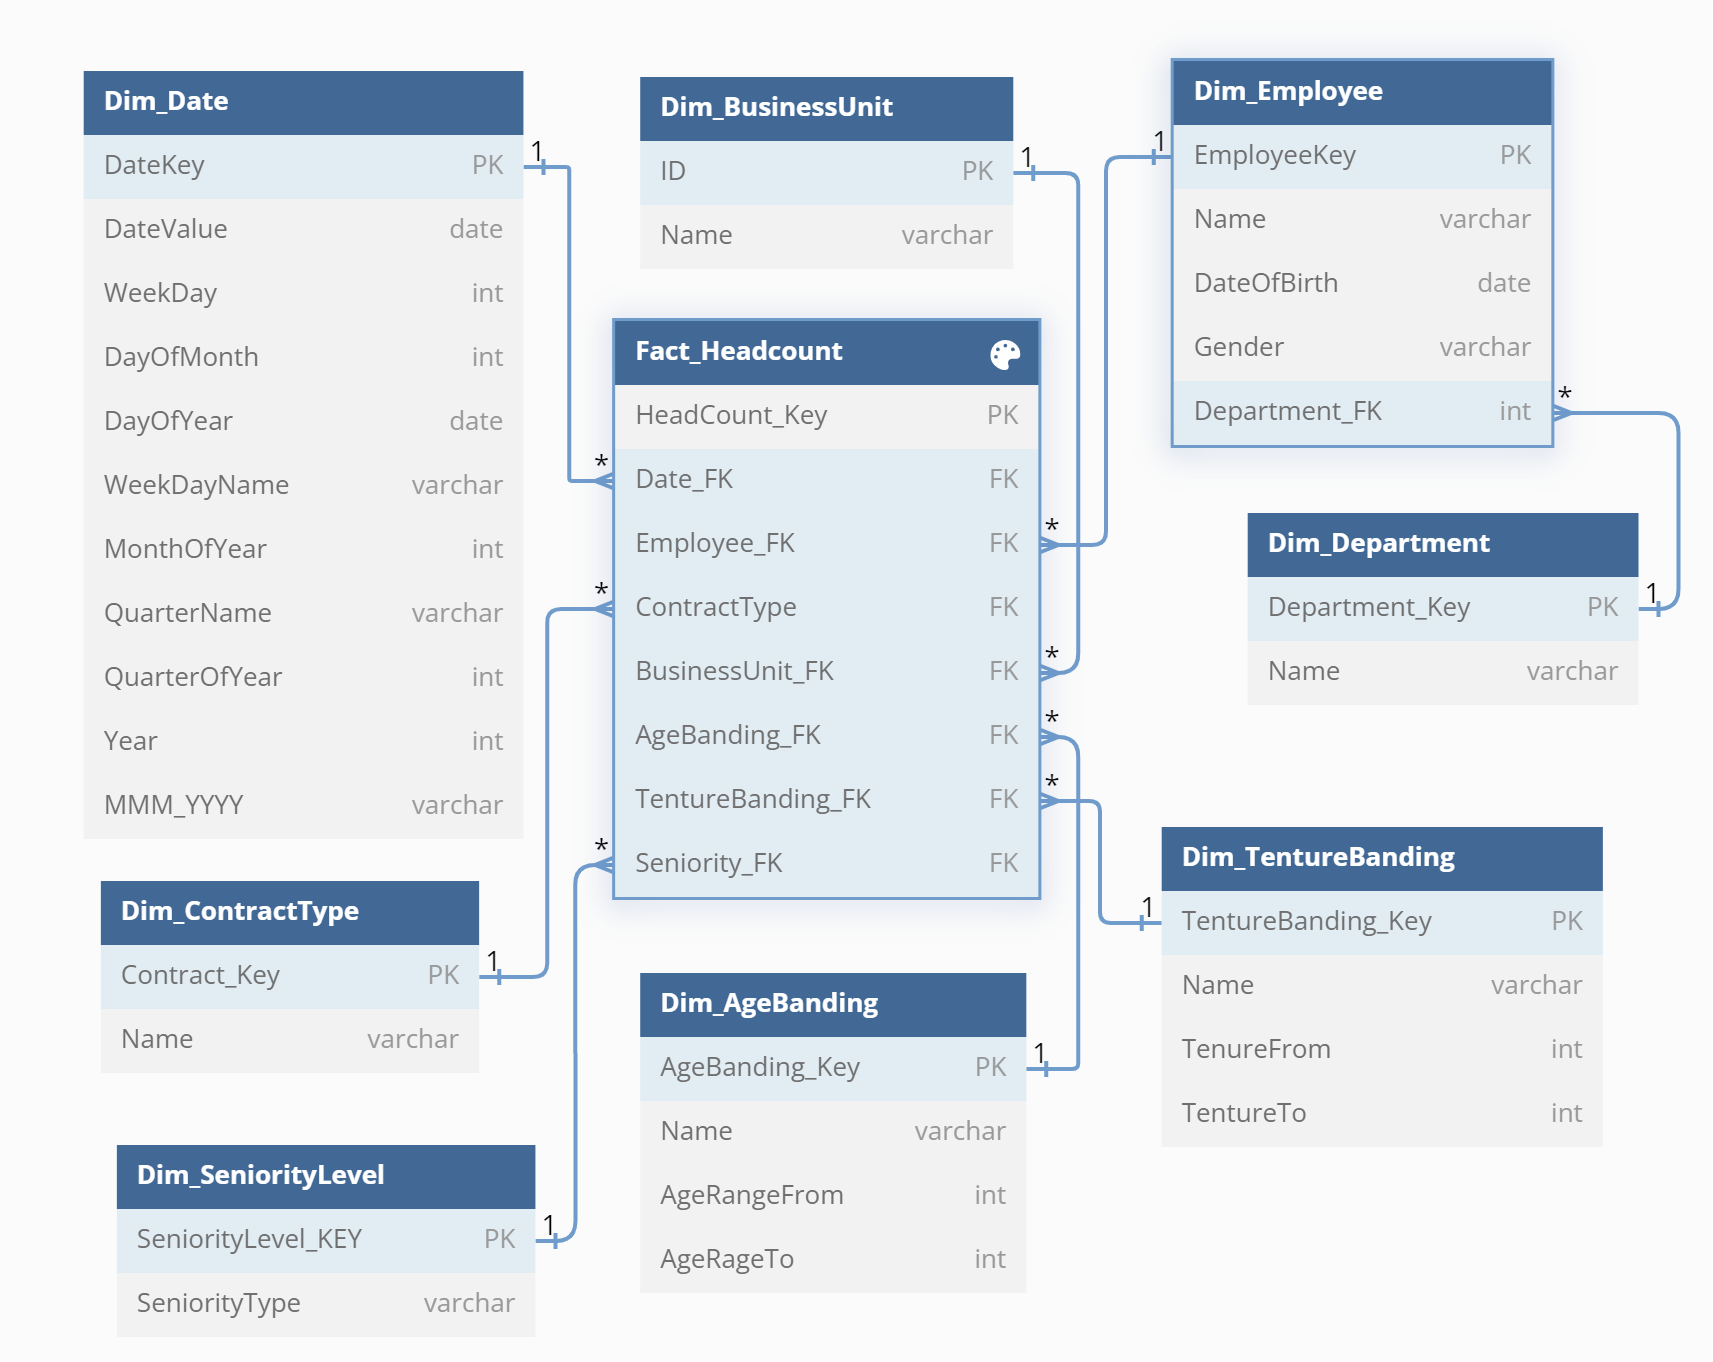 Dim_Date
DateKey PK
DateValue date
WeekDay int
DayOfMonth int
DayOfYear date
WeekDayName varchar
MonthOfYear int
QuarterName varchar
QuarterOfYear int
Year int
MMM_YYYY varchar
1
Dim_BusinessUnit
ID PK
Name varchar
1
Dim_Employee
EmployeeKey PK
Name varchar
DateOfBirth date
Gender varchar
Department_FK int
1
*
Fact_Headcount
HeadCount_Key PK
* Date_FK FK
Employee_FK FK *
* ContractType FK
BusinessUnit_FK FK *
AgeBanding_FK FK *
TentureBanding_FK FK *
* Seniority_FK FK
Dim_Department
Department_Key PK 1
Name varchar
Dim_ContractType
Contract_Key PK 1
Name varchar
Dim_AgeBanding
AgeBanding_Key PK 1
Name varchar
AgeRangeFrom int
AgeRageTo int
Dim_TentureBanding
1 TentureBanding_Key PK
Name varchar
TenureFrom int
TentureTo int
Dim_SeniorityLevel
SeniorityLevel_KEY PK 1
SeniorityType varchar